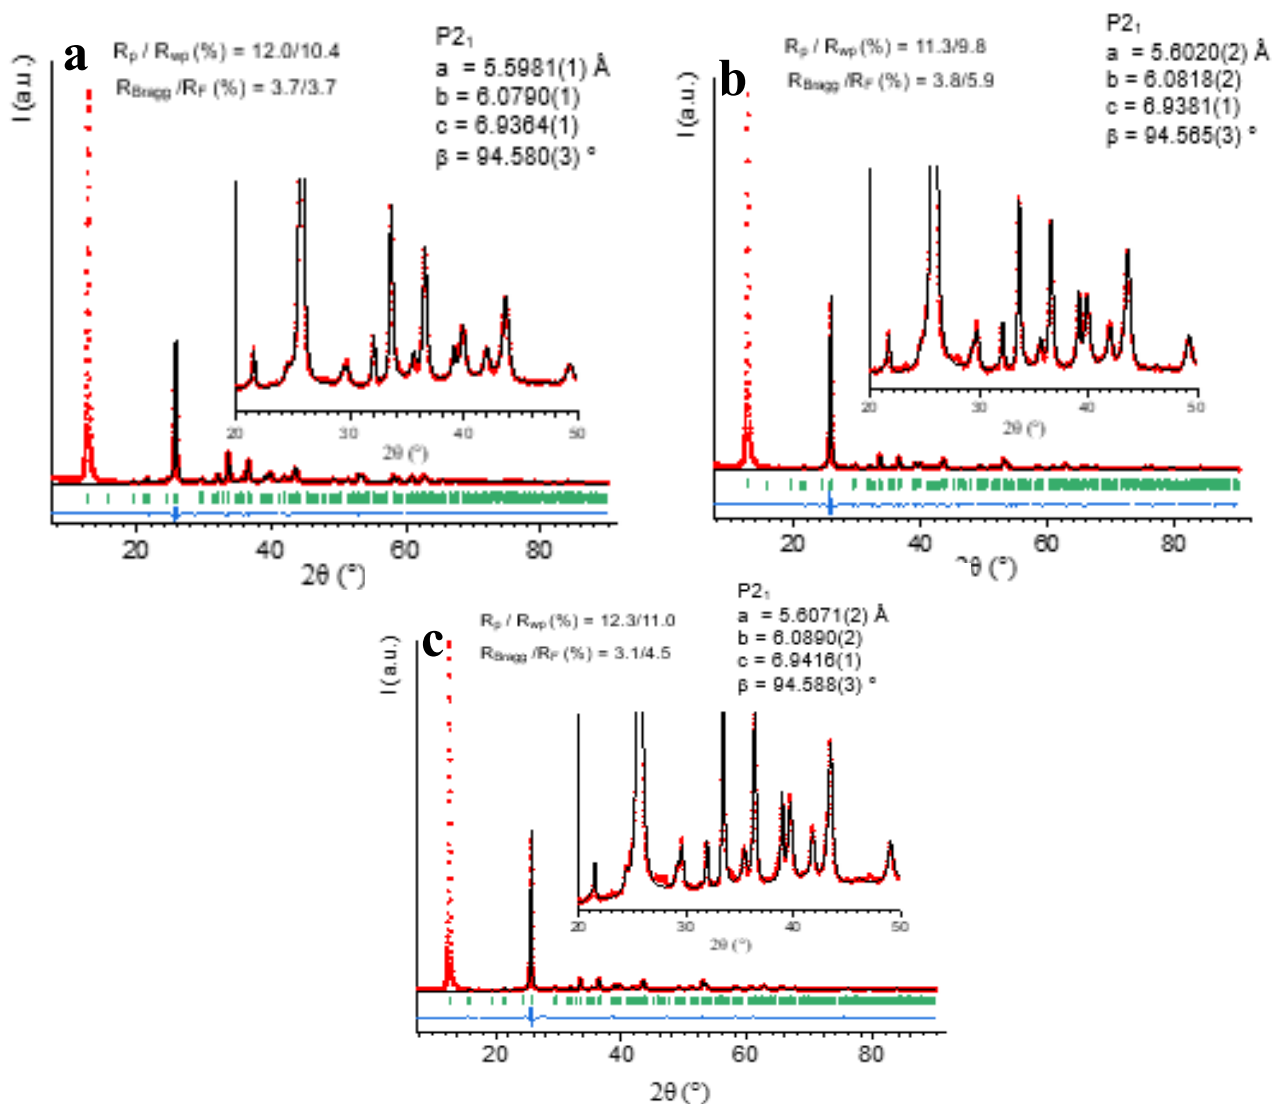 a
Rp / Rwp (%) = 12.0/10.4
RBragg /RF (%) = 3.7/3.7
P21
a = 5.5981(1) Å
b = 6.0790(1)
c = 6.9364(1)
β = 94.580(3) °
I (a.u.)
20 30 40 50
2θ (°)
20 40 60 80
2θ (°)
b
Rp / Rwp (%) = 11.3/9.8
RBragg /RF (%) = 3.8/5.9
P21
a = 5.6020(2) Å
b = 6.0818(2)
c = 6.9381(1)
β = 94.565(3) °
I (a.u.)
20 30 40 50
2θ (°)
20 40 60 80
2θ (°)
c
Rp / Rwp (%) = 12.3/11.0
RBragg /RF (%) = 3.1/4.5
P21
a = 5.6071(2) Å
b = 6.0890(2)
c = 6.9416(1)
β = 94.588(3) °
I (a.u.)
20 30 40 50
2θ (°)
20 40 60 80
2θ (°)